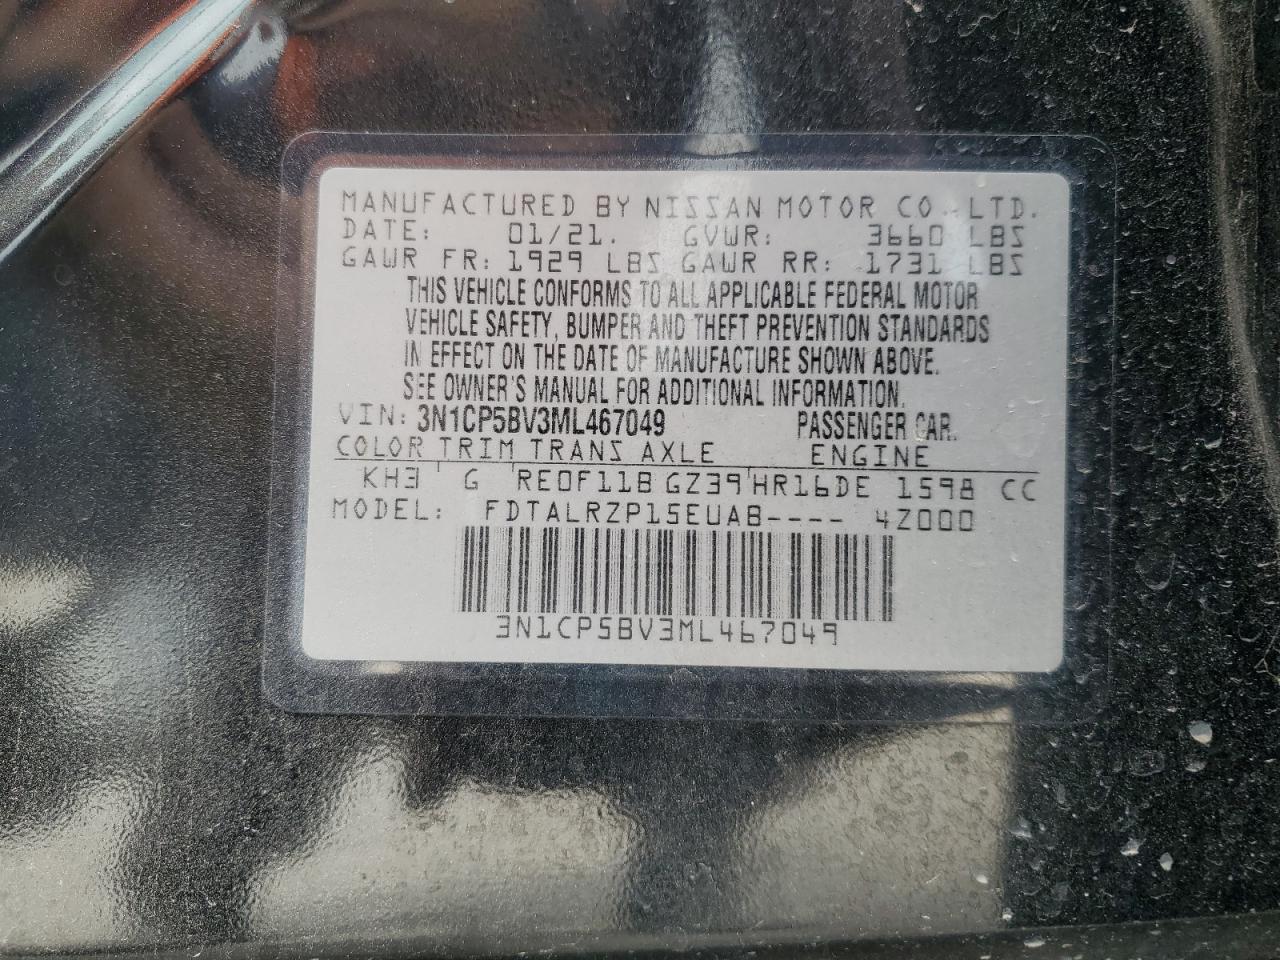 MANUFACTURED BY NISSAN MOTOR CO., LTD.
DATE: 01/21. GVWR: 3660 LBS
GAWR FR: 1929 LBS GAWR RR: 1731 LBS
THIS VEHICLE CONFORMS TO ALL APPLICABLE FEDERAL MOTOR
VEHICLE SAFETY, BUMPER AND THEFT PREVENTION STANDARDS
IN EFFECT ON THE DATE OF MANUFACTURE SHOWN ABOVE.
SEE OWNER'S MANUAL FOR ADDITIONAL INFORMATION.
VIN: 3N1CP5BV3ML467049 PASSENGER CAR.
COLOR TRIM TRANS AXLE ENGINE
KH3 G RE0F11B GZ39 HR16DE 1598 CC
MODEL: FDTALRZP15EUAB---- 4Z000
3N1CP5BV3ML467049